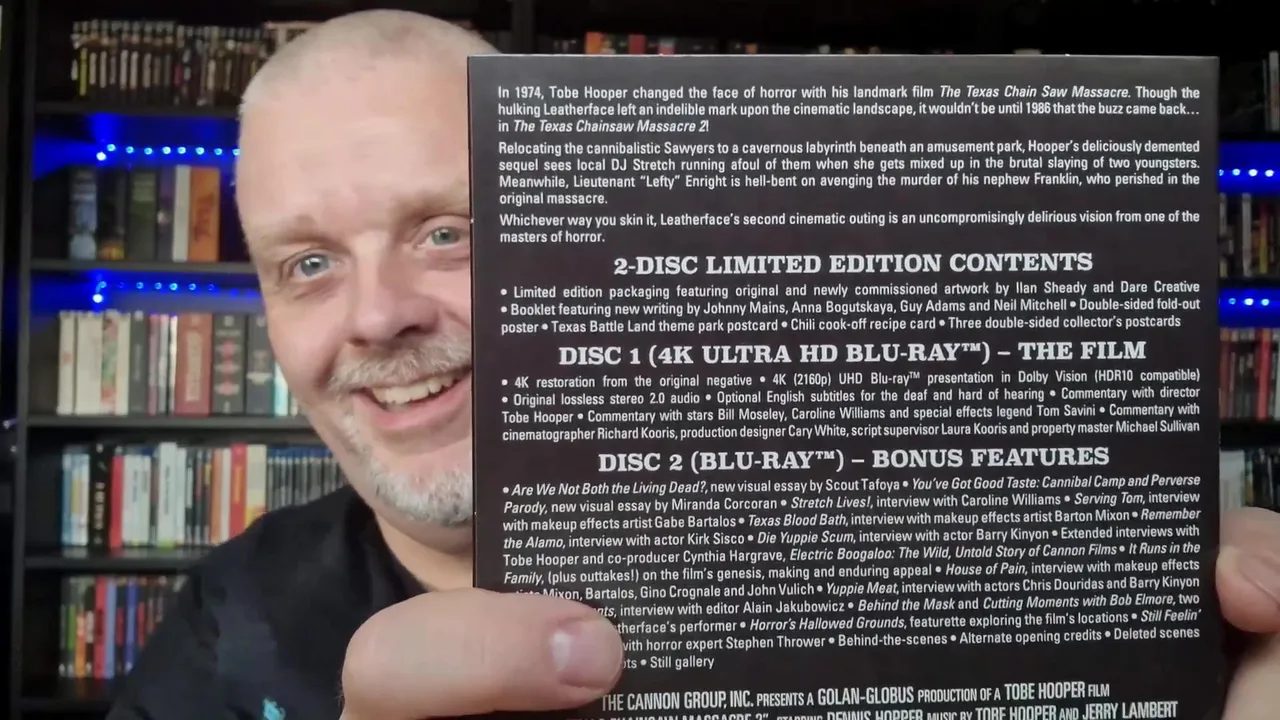 In 1974, Tobe Hooper changed the face of horror with his landmark film The Texas Chain Saw Massacre. Though the
hulking Leatherface left an indelible mark upon the cinematic landscape, it wouldn't be until 1986 that the buzz came back...
in The Texas Chainsaw Massacre 2!
Relocating the cannibalistic Sawyers to a cavernous labyrinth beneath an amusement park, Hooper's deliciously demented
sequel sees local DJ Stretch running afoul of them when she gets mixed up in the brutal slaying of two youngsters.
Meanwhile, Lieutenant "Lefty" Enright is hell-bent on avenging the murder of his nephew Franklin, who perished in the
original massacre.
Whichever way you skin it, Leatherface's second cinematic outing is an uncompromisingly delirious vision from one of the
masters of horror.
2-DISC LIMITED EDITION CONTENTS
• Limited edition packaging featuring original and newly commissioned artwork by Ilan Sheady and Dare Creative
• Booklet featuring new writing by Johnny Mains, Anna Bogutskaya, Guy Adams and Neil Mitchell • Double-sided fold-out
poster • Texas Battle Land theme park postcard • Chili cook-off recipe card • Three double-sided collector's postcards
DISC 1 (4K ULTRA HD BLU-RAY™) – THE FILM
• 4K restoration from the original negative • 4K (2160p) UHD Blu-ray™ presentation in Dolby Vision (HDR10 compatible)
• Original lossless stereo 2.0 audio • Optional English subtitles for the deaf and hard of hearing • Commentary with director
Tobe Hooper • Commentary with stars Bill Moseley, Caroline Williams and special effects legend Tom Savini • Commentary with
cinematographer Richard Kooris, production designer Cary White, script supervisor Laura Kooris and property master Michael Sullivan
DISC 2 (BLU-RAY™) – BONUS FEATURES
• Are We Not Both the Living Dead?, new visual essay by Scout Tafoya • You've Got Good Taste: Cannibal Camp and Perverse
Parody, new visual essay by Miranda Corcoran • Stretch Lives!, interview with Caroline Williams • Serving Tom, interview
with makeup effects artist Gabe Bartalos • Texas Blood Bath, interview with makeup effects artist Barton Mixon • Remember
the Alamo, interview with actor Kirk Sisco • Die Yuppie Scum, interview with actor Barry Kinyon • Extended interviews with
Tobe Hooper and co-producer Cynthia Hargrave, Electric Boogaloo: The Wild, Untold Story of Cannon Films • It Runs in the
Family, (plus outtakes!) on the film's genesis, making and enduring appeal • House of Pain, interview with makeup effects
Mixon, Bartalos, Gino Crognale and John Vulich • Yuppie Meat, interview with actors Chris Douridas and Barry Kinyon
interview with editor Alain Jakubowicz • Behind the Mask and Cutting Moments with Bob Elmore, two
therface's performer • Horror's Hallowed Grounds, featurette exploring the film's locations • Still Feelin'
with horror expert Stephen Thrower • Behind-the-scenes • Alternate opening credits • Deleted scenes
• Still gallery
THE CANNON GROUP, INC. PRESENTS A GOLAN-GLOBUS PRODUCTION OF A TOBE HOOPER FILM
CHAINSAW MASSACRE 2" STARRING DENNIS HOPPER MUSIC BY TOBE HOOPER AND JERRY LAMBERT